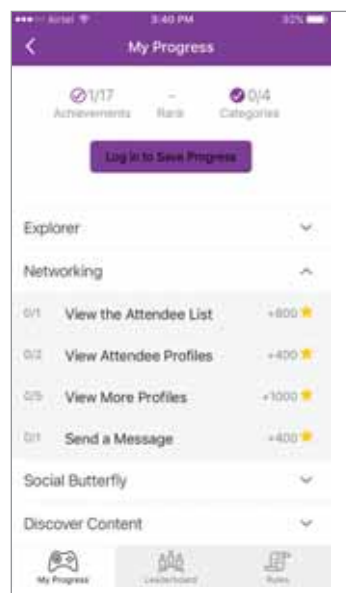 Airtel 3:40 PM 92%
My Progress
1/17 - 0/4
Achievements Rank Categories
Log in to Save Progress
Explorer
Networking
0/1 View the Attendee List +800
0/2 View Attendee Profiles +400
0/5 View More Profiles +1000
0/1 Send a Message +400
Social Butterfly
Discover Content
My Progress Leaderboard Rules